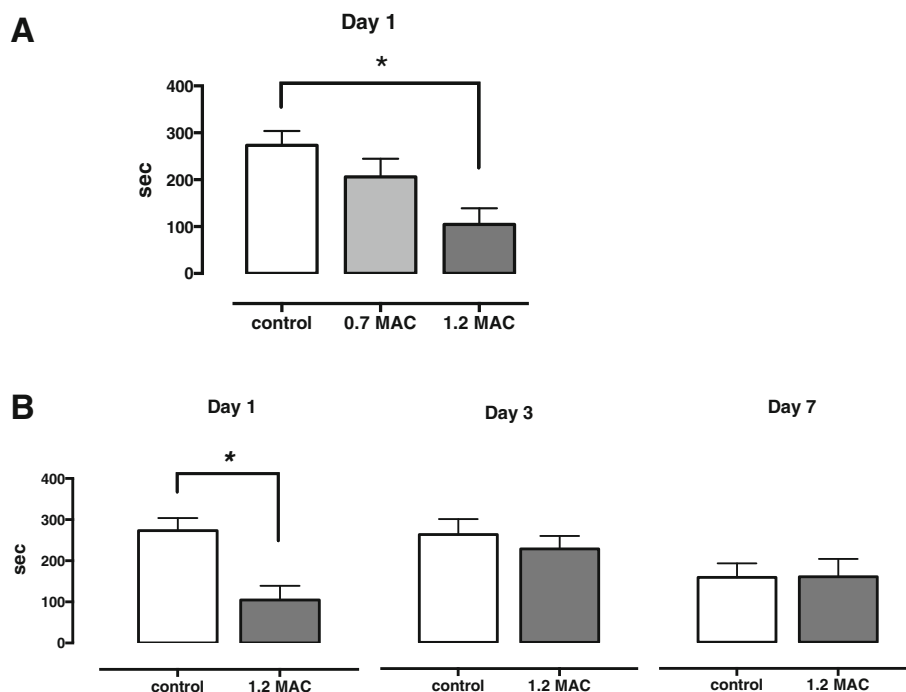 A
Day 1
*
sec
400
300
200
100
0
control 0.7 MAC 1.2 MAC
B
Day 1 Day 3 Day 7
*
sec
400
300
200
100
0
control 1.2 MAC control 1.2 MAC control 1.2 MAC